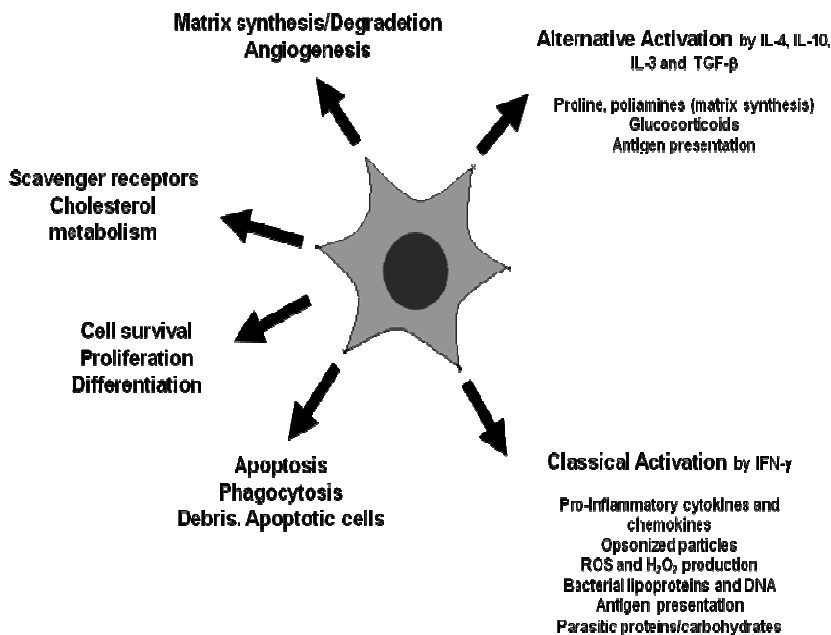 Matrix synthesis/Degradetion
Angiogenesis
Alternative Activation by IL-4, IL-10,
IL-3 and TGF-β
Proline, poliamines (matrix synthesis)
Glucocorticoids
Antigen presentation
Scavenger receptors
Cholesterol
metabolism
Cell survival
Proliferation
Differentiation
Apoptosis
Phagocytosis
Debris. Apoptotic cells
Classical Activation by IFN-γ
Pro-inflammatory cytokines and
chemokines
Opsonized particles
ROS and H₂O₂ production
Bacterial lipoproteins and DNA
Antigen presentation
Parasitic proteins/carbohydrates